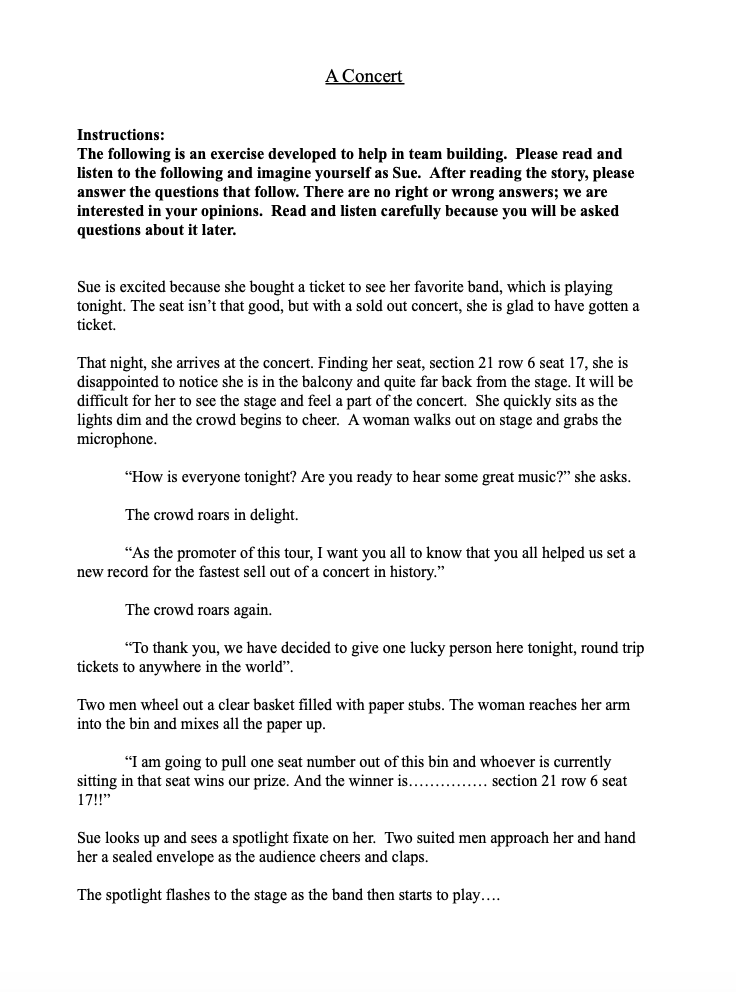 A Concert
Instructions:
The following is an exercise developed to help in team building.  Please read and
listen to the following and imagine yourself as Sue.  After reading the story, please
answer the questions that follow. There are no right or wrong answers; we are
interested in your opinions.  Read and listen carefully because you will be asked
questions about it later.
Sue is excited because she bought a ticket to see her favorite band, which is playing
tonight. The seat isn’t that good, but with a sold out concert, she is glad to have gotten a
ticket.
That night, she arrives at the concert. Finding her seat, section 21 row 6 seat 17, she is
disappointed to notice she is in the balcony and quite far back from the stage. It will be
difficult for her to see the stage and feel a part of the concert.  She quickly sits as the
lights dim and the crowd begins to cheer.  A woman walks out on stage and grabs the
microphone.
“How is everyone tonight? Are you ready to hear some great music?” she asks.
The crowd roars in delight.
“As the promoter of this tour, I want you all to know that you all helped us set a
new record for the fastest sell out of a concert in history.”
The crowd roars again.
“To thank you, we have decided to give one lucky person here tonight, round trip
tickets to anywhere in the world”.
Two men wheel out a clear basket filled with paper stubs. The woman reaches her arm
into the bin and mixes all the paper up.
“I am going to pull one seat number out of this bin and whoever is currently
sitting in that seat wins our prize. And the winner is…………… section 21 row 6 seat
17!!”
Sue looks up and sees a spotlight fixate on her.  Two suited men approach her and hand
her a sealed envelope as the audience cheers and claps.
The spotlight flashes to the stage as the band then starts to play….